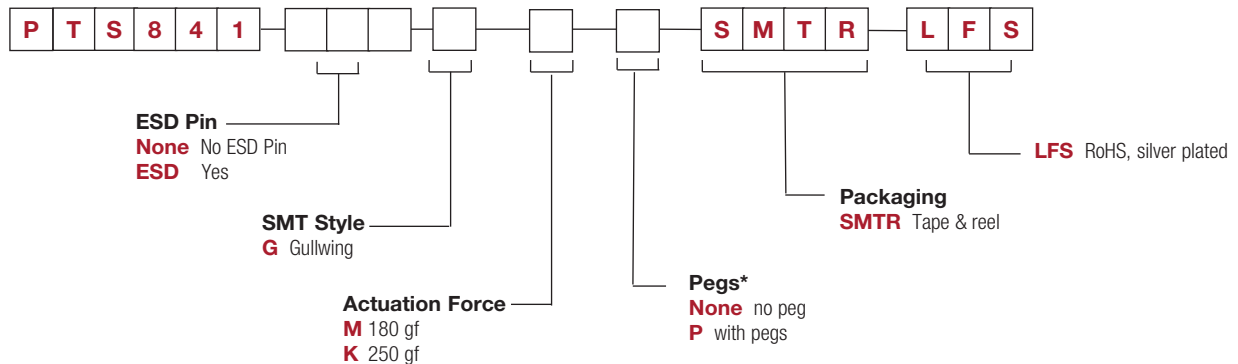 P T S 8 4 1 S M T R L F S
ESD Pin
None No ESD Pin
ESD Yes
LFS RoHS, silver plated
Packaging
SMTR Tape & reel
SMT Style
G Gullwing
Pegs*
None no peg
P with pegs
Actuation Force
M 180 gf
K 250 gf